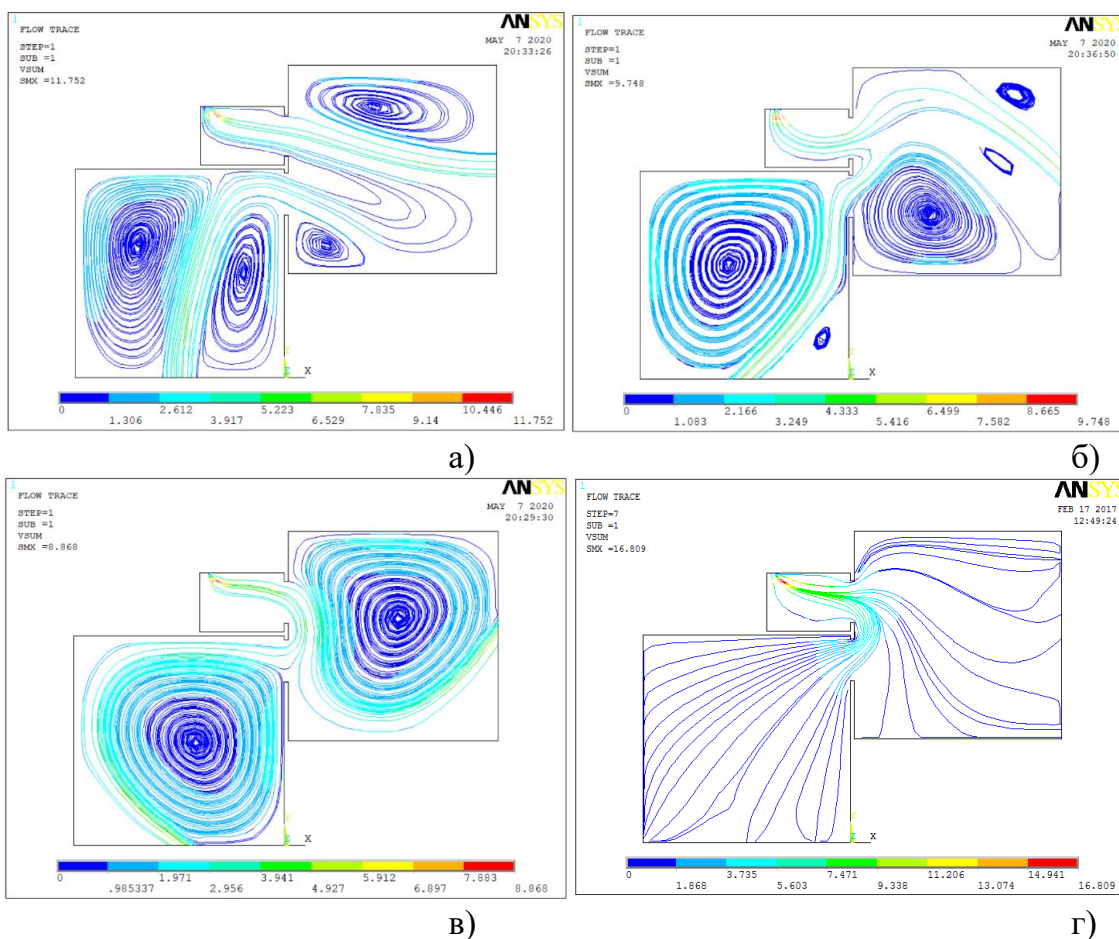 1
ANSYS
FLOW TRACE
MAY 7 2020
20:33:26
STEP=1
SUB =1
VSUM
SMX =11.752
Y
Z
X
0 2.612 5.223 7.835 10.446
1.306 3.917 6.529 9.14 11.752
а)
1
ANSYS
FLOW TRACE
MAY 7 2020
20:36:50
STEP=1
SUB =1
VSUM
SMX =9.748
Y
Z
X
0 2.166 4.333 6.499 8.665
1.083 3.249 5.416 7.582 9.748
б)
1
ANSYS
FLOW TRACE
MAY 7 2020
20:29:30
STEP=1
SUB =1
VSUM
SMX =8.868
Y
Z
X
0 1.971 3.941 5.912 7.883
.985337 2.956 4.927 6.897 8.868
в)
1
ANSYS
FLOW TRACE
FEB 17 2017
12:49:24
STEP=7
SUB =1
VSUM
SMX =16.809
Y
Z
X
0 3.735 7.471 11.206 14.941
1.868 5.603 9.338 13.074 16.809
г)